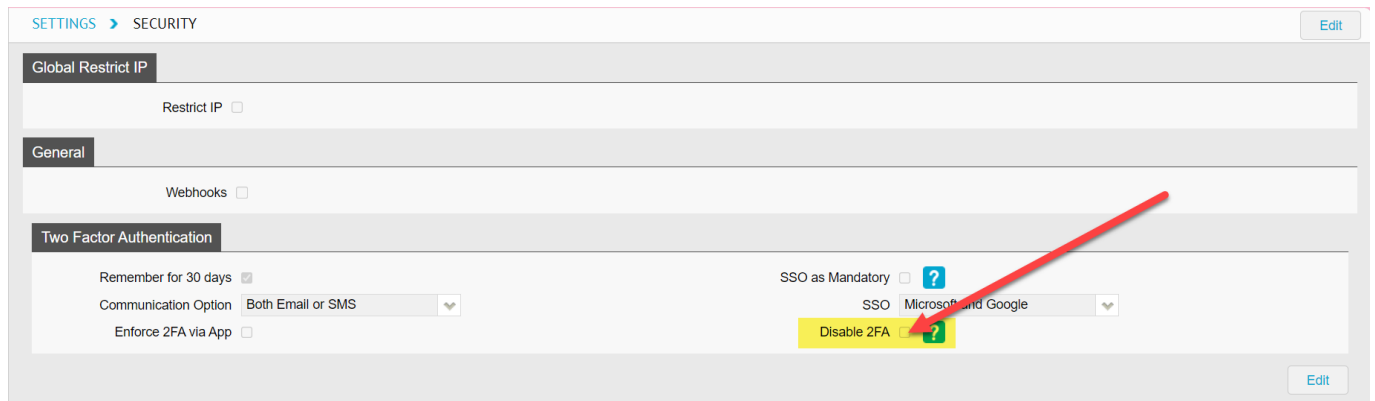 SETTINGS > SECURITY
Edit
Global Restrict IP
Restrict IP
General
Webhooks
Two Factor Authentication
Remember for 30 days
SSO as Mandatory ?
Communication Option Both Email or SMS
SSO Microsoft and Google
Enforce 2FA via App
Disable 2FA ?
Edit